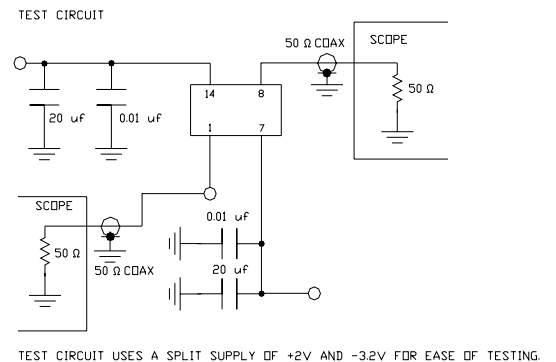 TEST CIRCUIT
50 Ω COAX
SCOPE
14
8
50 Ω
20 uf
0.01 uf
1
7
SCOPE
0.01 uf
50 Ω
50 Ω COAX
20 uf
TEST CIRCUIT USES A SPLIT SUPPLY OF +2V AND -3.2V FOR EASE OF TESTING.